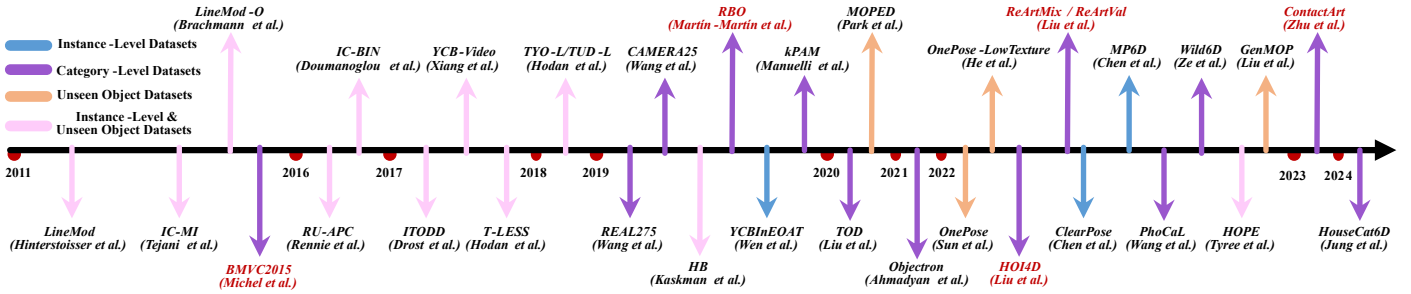 Instance -Level Datasets
Category -Level Datasets
Unseen Object Datasets
Instance -Level &
Unseen Object Datasets
LineMod -O
(Brachmann et al.)
IC-BIN
(Doumanoglou et al.)
YCB-Video
(Xiang et al.)
TYO -L/TUD -L
(Hodan et al.)
CAMERA25
(Wang et al.)
RBO
(Martín -Martín et al.)
kPAM
(Manuelli et al.)
MOPED
(Park et al.)
OnePose -LowTexture
(He et al.)
ReArtMix / ReArtVal
(Liu et al.)
MP6D
(Chen et al.)
Wild6D
(Ze et al.)
GenMOP
(Liu et al.)
ContactArt
(Zhu et al.)
2011
2016
2017
2018
2019
2020
2021
2022
2023
2024
LineMod
(Hinterstoisser et al.)
IC-MI
(Tejani et al.)
BMVC2015
(Michel et al.)
RU-APC
(Rennie et al.)
ITODD
(Drost et al.)
T-LESS
(Hodan et al.)
REAL275
(Wang et al.)
HB
(Kaskman et al.)
YCBInEOAT
(Wen et al.)
TOD
(Liu et al.)
Objectron
(Ahmadyan et al.)
OnePose
(Sun et al.)
HOI4D
(Liu et al.)
ClearPose
(Chen et al.)
PhoCaL
(Wang et al.)
HOPE
(Tyree et al.)
HouseCat6D
(Jung et al.)